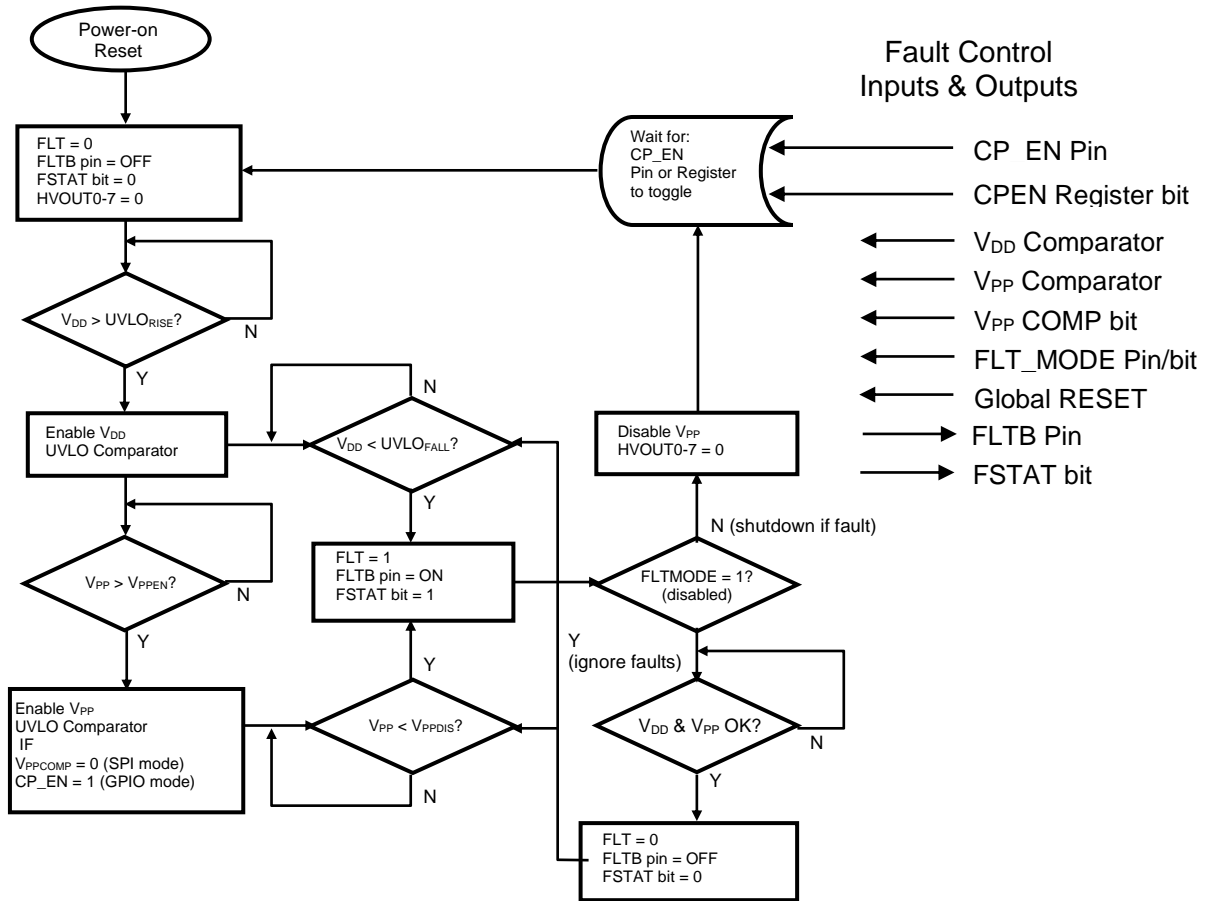 Power-on
Reset
Fault Control
Inputs & Outputs
FLT = 0
FLTB pin = OFF
FSTAT bit = 0
HVOUT0-7 = 0
Wait for:
CP_EN
Pin or Register
to toggle
CP_EN Pin
CPEN Register bit
VDD Comparator
VPP Comparator
VPP COMP bit
FLT_MODE Pin/bit
Global RESET
FLTB Pin
FSTAT bit
VDD > UVLORISE?
N
Y
Enable VDD
UVLO Comparator
N
VDD < UVLOFALL?
Y
Disable VPP
HVOUT0-7 = 0
N (shutdown if fault)
VPP > VPPEN?
N
Y
FLT = 1
FLTB pin = ON
FSTAT bit = 1
FLTMODE = 1?
(disabled)
Y
(ignore faults)
Enable VPP
UVLO Comparator
IF
VPPCOMP = 0 (SPI mode)
CP_EN = 1 (GPIO mode)
Y
VPP < VPPDIS?
N
VDD & VPP OK?
N
Y
FLT = 0
FLTB pin = OFF
FSTAT bit = 0